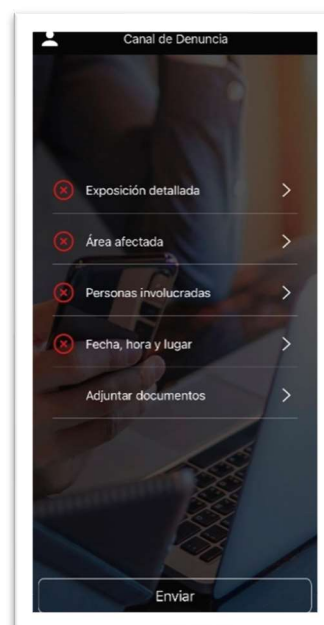 Canal de Denuncia
Exposición detallada
Área afectada
Personas involucradas
Fecha, hora y lugar
Adjuntar documentos
Enviar